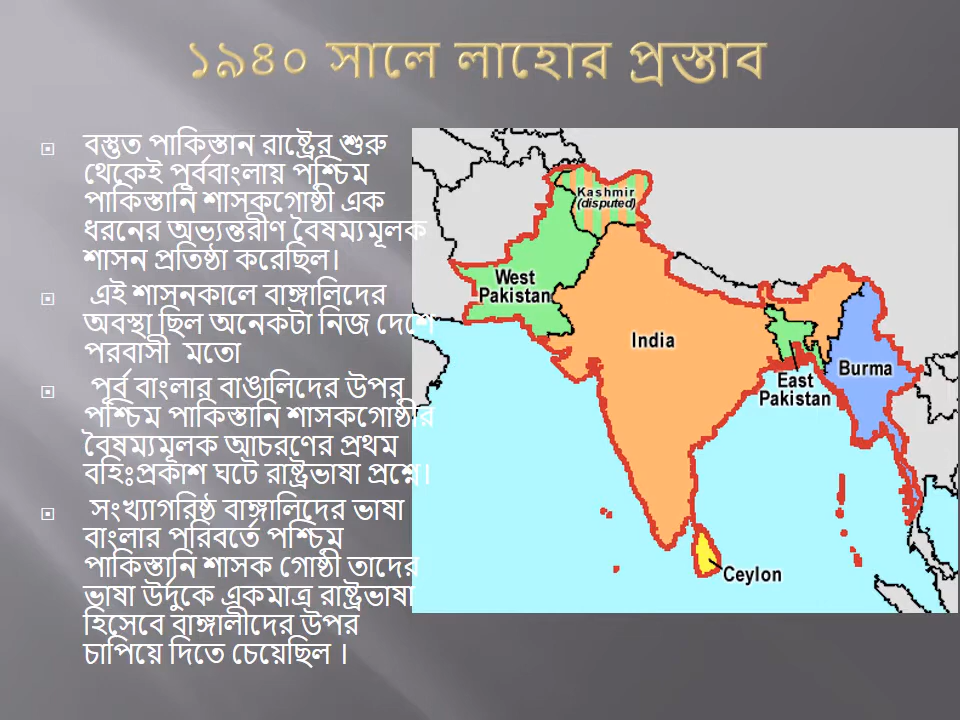 ১৯৪০ সালে লাহোর প্রস্তাব
বস্তুত পাকিস্তান রাষ্ট্রের শুরু
থেকেই পূর্ববাংলায় পশ্চিম
পাকিস্তানি শাসকগোষ্ঠী এক
ধরনের অভ্যন্তরীণ বৈষম্যমূলক
শাসন প্রতিষ্ঠা করেছিল।
এই শাসনকালে বাঙ্গালিদের
অবস্থা ছিল অনেকটা নিজ দেশে
পরবাসী মতো
পূর্ব বাংলার বাঙালিদের উপর
পশ্চিম পাকিস্তানি শাসকগোষ্ঠীর
বৈষম্যমূলক আচরণের প্রথম
বহিঃপ্রকাশ ঘটে রাষ্ট্রভাষা প্রশ্নে।
সংখ্যাগরিষ্ঠ বাঙ্গালিদের ভাষা
বাংলার পরিবর্তে পশ্চিম
পাকিস্তানি শাসক গোষ্ঠী তাদের
ভাষা উর্দুকে একমাত্র রাষ্ট্রভাষা
হিসেবে বাঙ্গালীদের উপর
চাপিয়ে দিতে চেয়েছিল ।
Kashmir
(disputed)
West
Pakistan
India
East
Pakistan
Burma
Ceylon